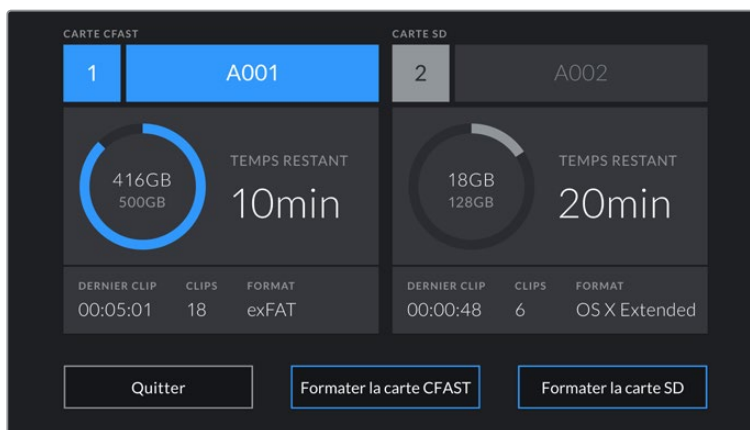 CARTE CFAST
1
A001
416GB
500GB
TEMPS RESTANT
10min
DERNIER CLIP
CLIPS
FORMAT
00:05:01
18
exFAT
CARTE SD
2
A002
18GB
128GB
TEMPS RESTANT
20min
DERNIER CLIP
CLIPS
FORMAT
00:00:48
6
OS X Extended
Quitter
Formater la carte CFAST
Formater la carte SD